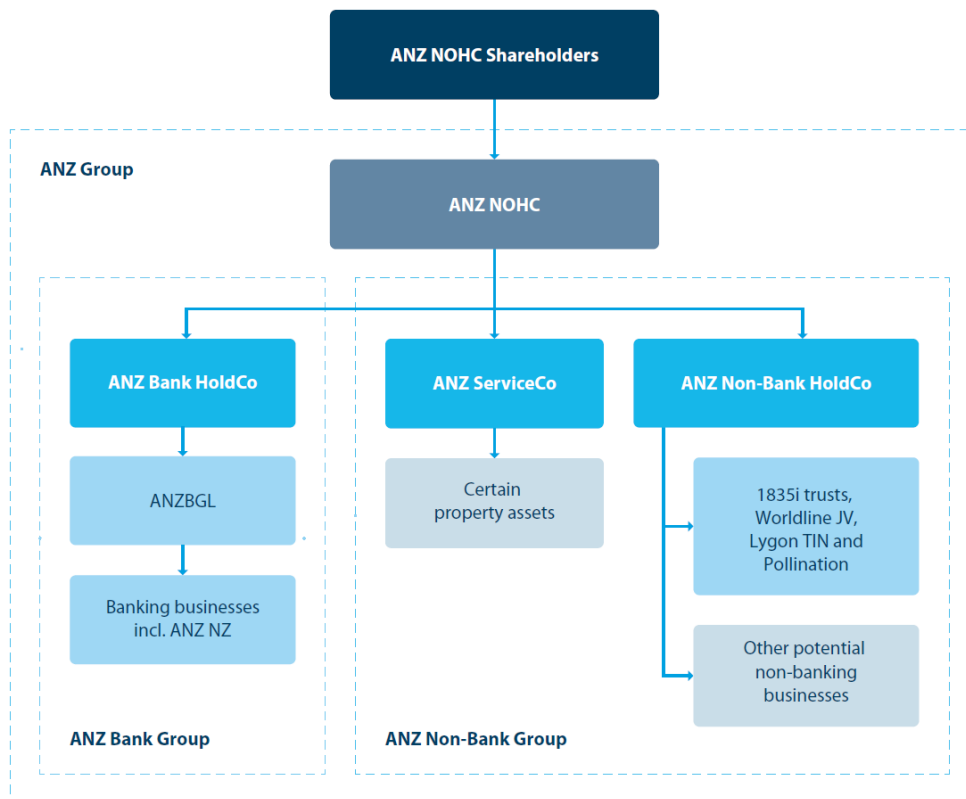 ANZ NOHC Shareholders
ANZ Group
ANZ NOHC
ANZ Bank HoldCo
ANZ ServiceCo
ANZ Non-Bank HoldCo
ANZBGL
Certain
property assets
1835i trusts,
Worldline JV,
Lygon TIN and
Pollination
Banking businesses
incl. ANZ NZ
Other potential
non-banking
businesses
ANZ Bank Group
ANZ Non-Bank Group